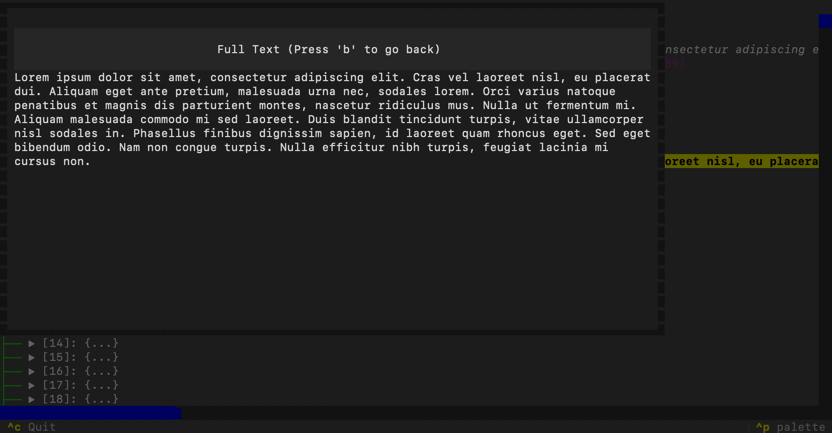 Full Text (Press 'b' to go back)
nsectetur adipising e
Lorem ipsum dolor sit amet, consectetur adipiscing elit. Cras vel laoreet nisl, eu placerat
dui. Aliquam eget ante pretium, malesuada urna nec, sodales lorem. Orci varius natoque
penatibus et magnis dis parturient montes, nascetur ridiculus mus. Nulla ut fermentum mi.
Aliquam malesuada commodo mi sed laoreet. Duis blandit tincidunt turpis, vitae ullamcorper
nisl sodales in. Phasellus finibus dignissim sapien, id laoreet quam rhoncus eget. Sed eget
bibendum odio. Nam non congue turpis. Nulla efficitur nibh turpis, feugiat lacinia mi
cursus non.
oreet nisl, eu placera
▶ [14]: {...}
▶ [15]: {...}
▶ [16]: {...}
▶ [17]: {...}
▶ [18]: {...}
^c Quit
^p palette